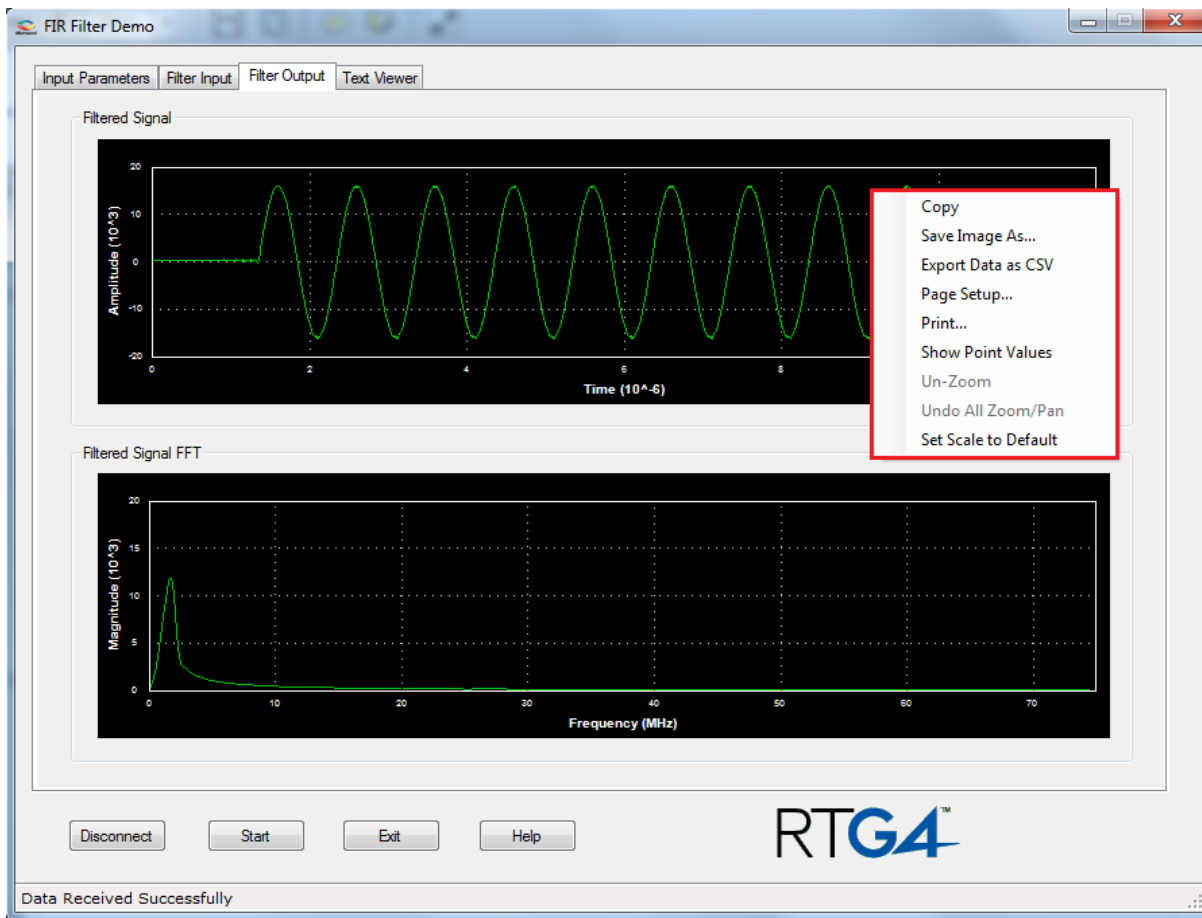 FIR Filter Demo
Input Parameters Filter Input Filter Output Text Viewer
Filtered Signal
20
10
0
-10
-20
Amplitude (10^3)
0 2 4 6 8
Time (10^-6)
Copy
Save Image As...
Export Data as CSV
Page Setup...
Print...
Show Point Values
Un-Zoom
Undo All Zoom/Pan
Set Scale to Default
Filtered Signal FFT
20
15
10
5
0
Magnitude (10^3)
0 10 20 30 40 50 60 70
Frequency (MHz)
Disconnect Start Exit Help
RTG4™
Data Received Successfully